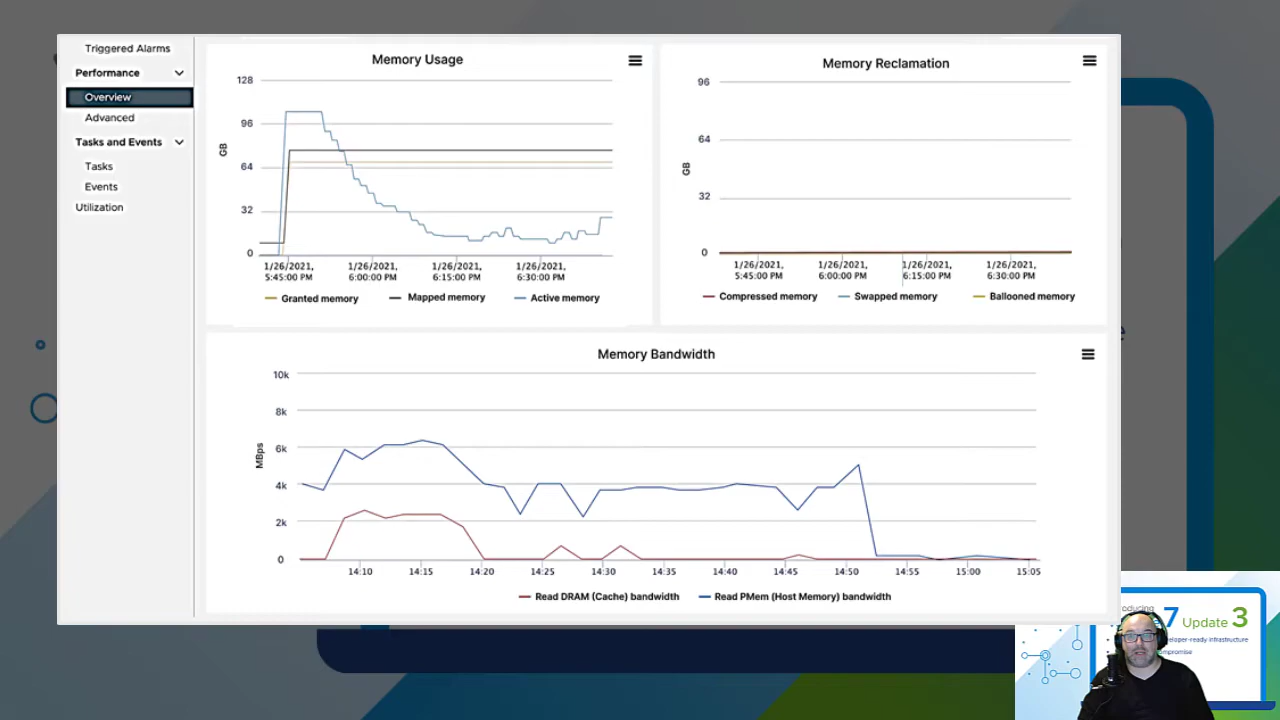 Triggered Alarms
Performance
Overview
Advanced
Tasks and Events
Tasks
Events
Utilization
Memory Usage
128
96
64
32
0
GB
1/26/2021, 1/26/2021, 1/26/2021, 1/26/2021,
5:45:00 PM 6:00:00 PM 6:15:00 PM 6:30:00 PM
Granted memory Mapped memory Active memory
Memory Reclamation
96
64
32
0
GB
1/26/2021, 1/26/2021, 1/26/2021, 1/26/2021,
5:45:00 PM 6:00:00 PM 6:15:00 PM 6:30:00 PM
Compressed memory Swapped memory Ballooned memory
Memory Bandwidth
10k
8k
6k
4k
2k
0
MBps
14:10 14:15 14:20 14:25 14:30 14:35 14:40 14:45 14:50 14:55 15:00 15:05
Read DRAM (Cache) bandwidth Read PMem (Host Memory) bandwidth
7 Update 3
infrastructure